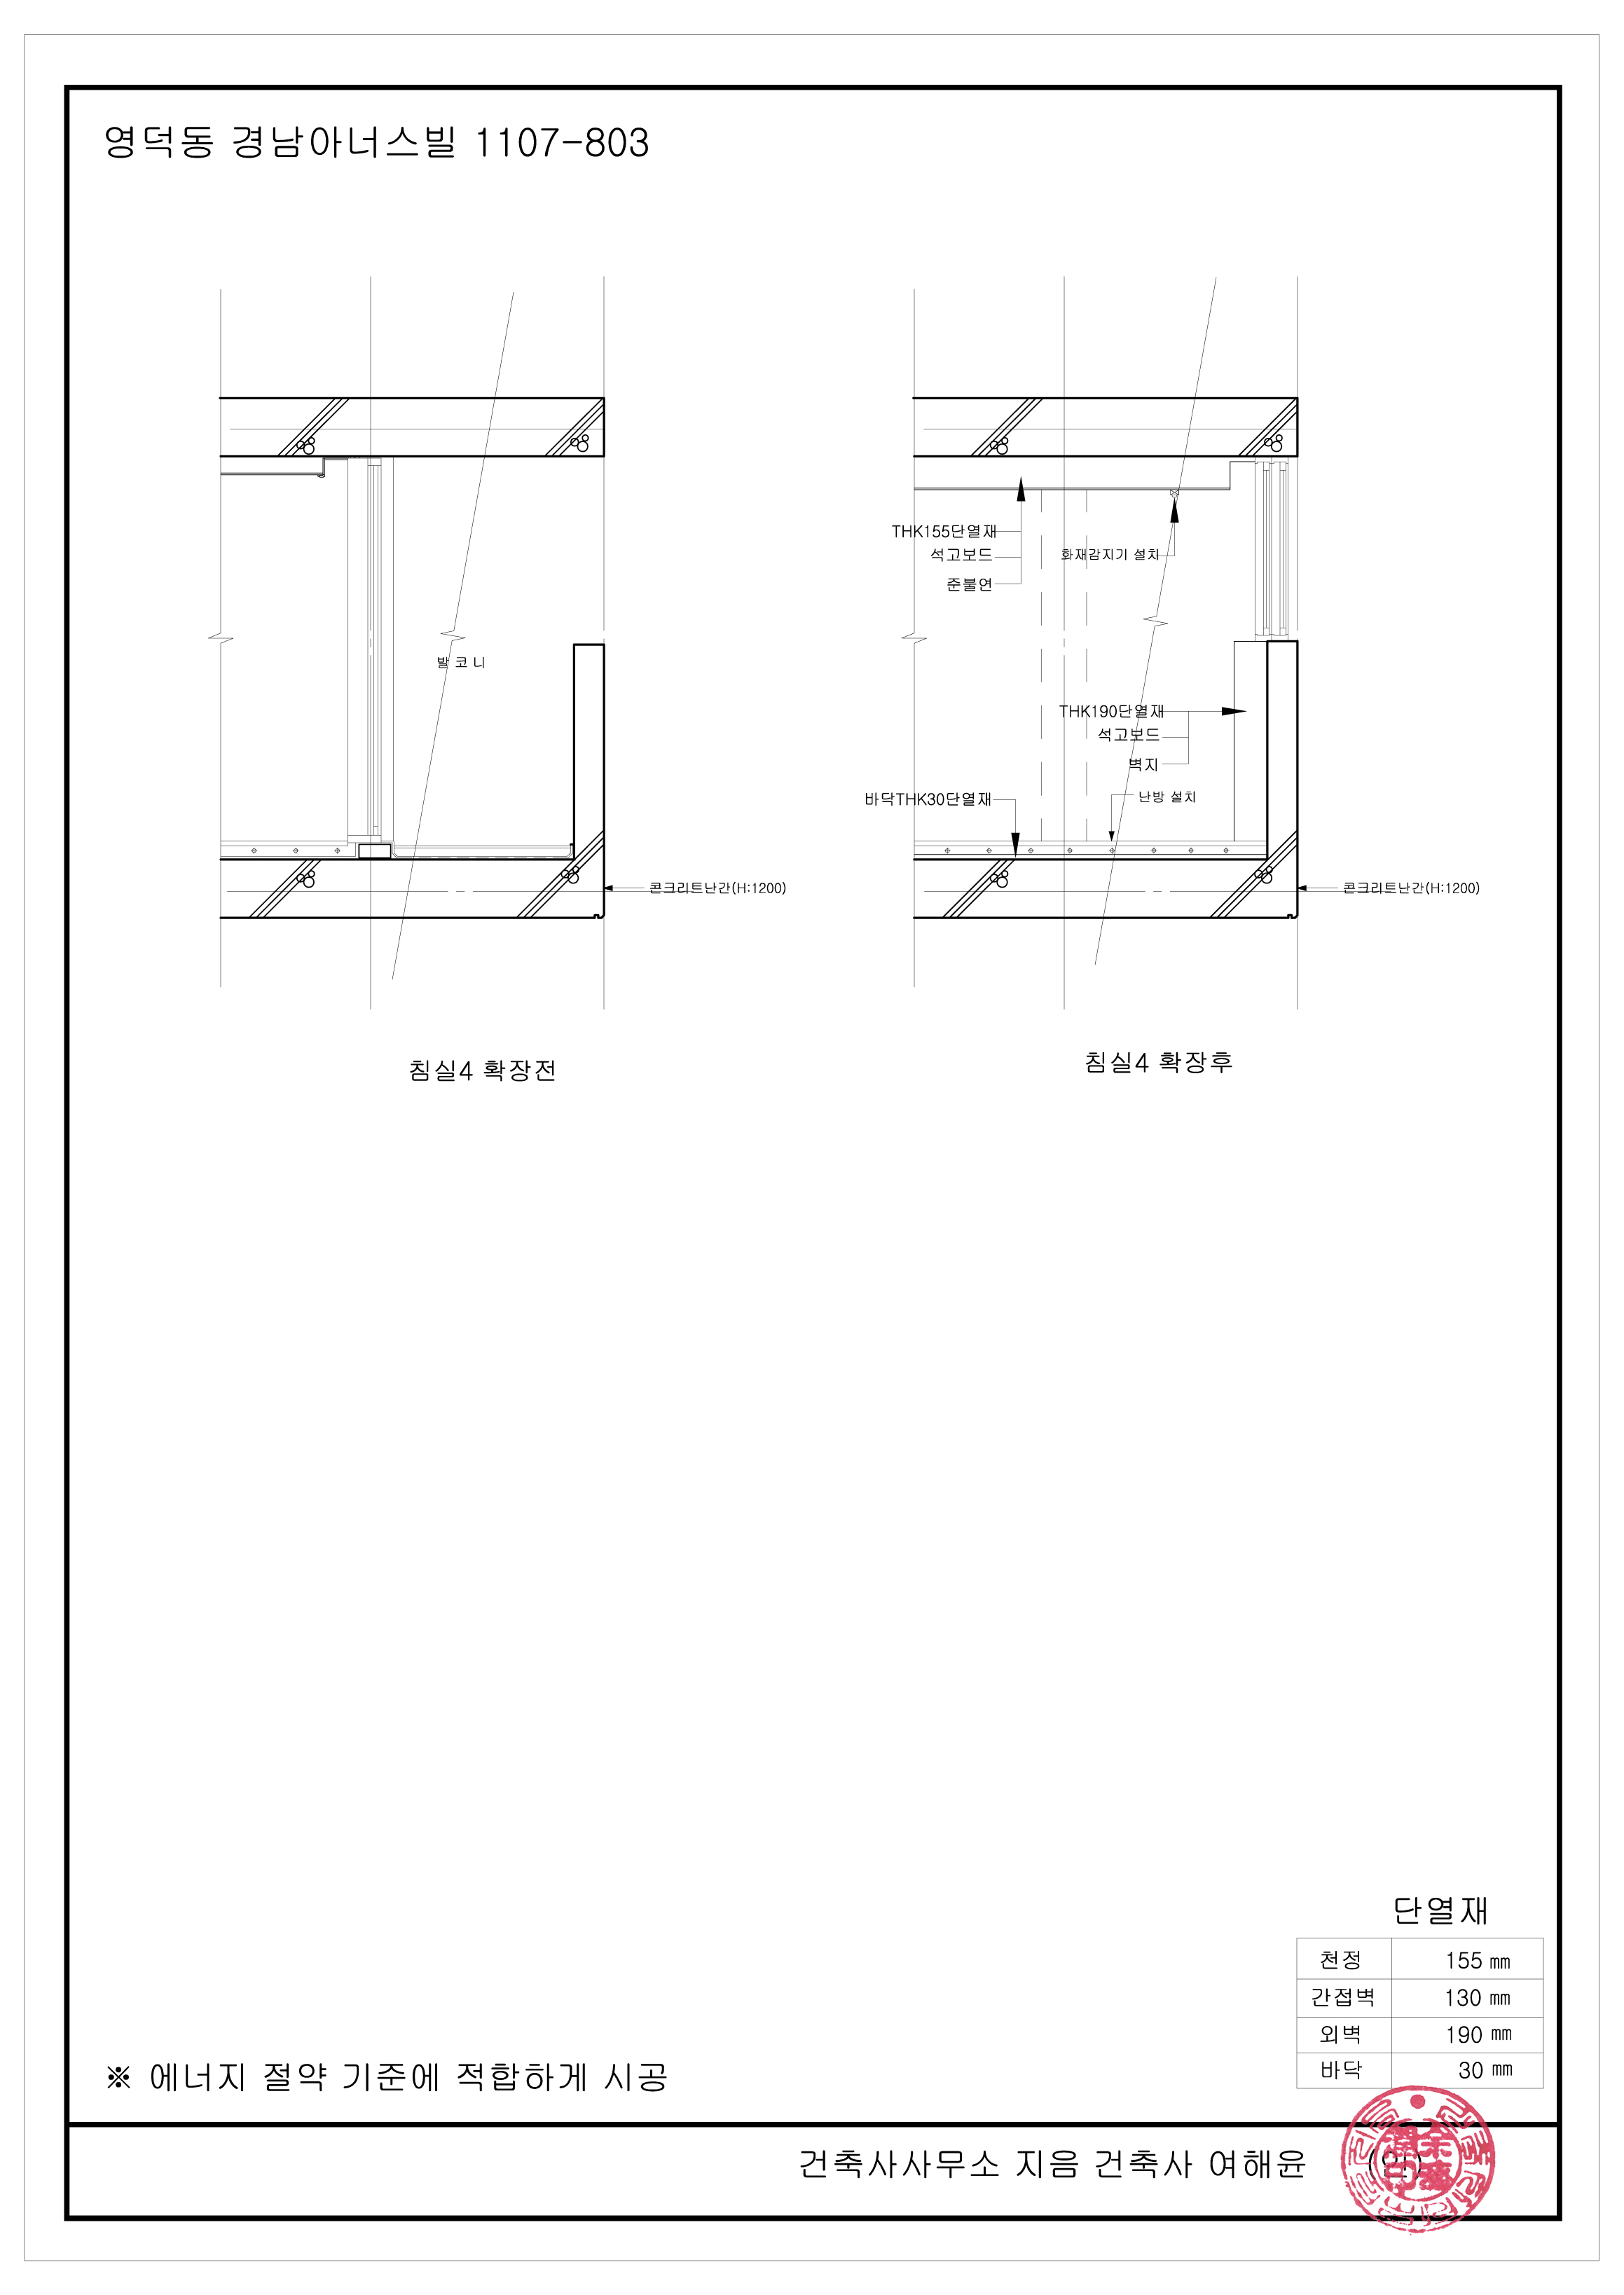 영덕동 경남아너스빌 1107-803
발 코 니
콘크리트난간(H:1200)
침실4 확장전
THK155단열재
석고보드
준불연
화재감지기 설치
THK190단열재
석고보드
벽지
바닥THK30단열재
난방 설치
콘크리트난간(H:1200)
침실4 확장후
단열재
천정 155 ㎜
간접벽 130 ㎜
외벽 190 ㎜
바닥 30 ㎜
※ 에너지 절약 기준에 적합하게 시공
건축사사무소 지음 건축사 여해윤 (인)